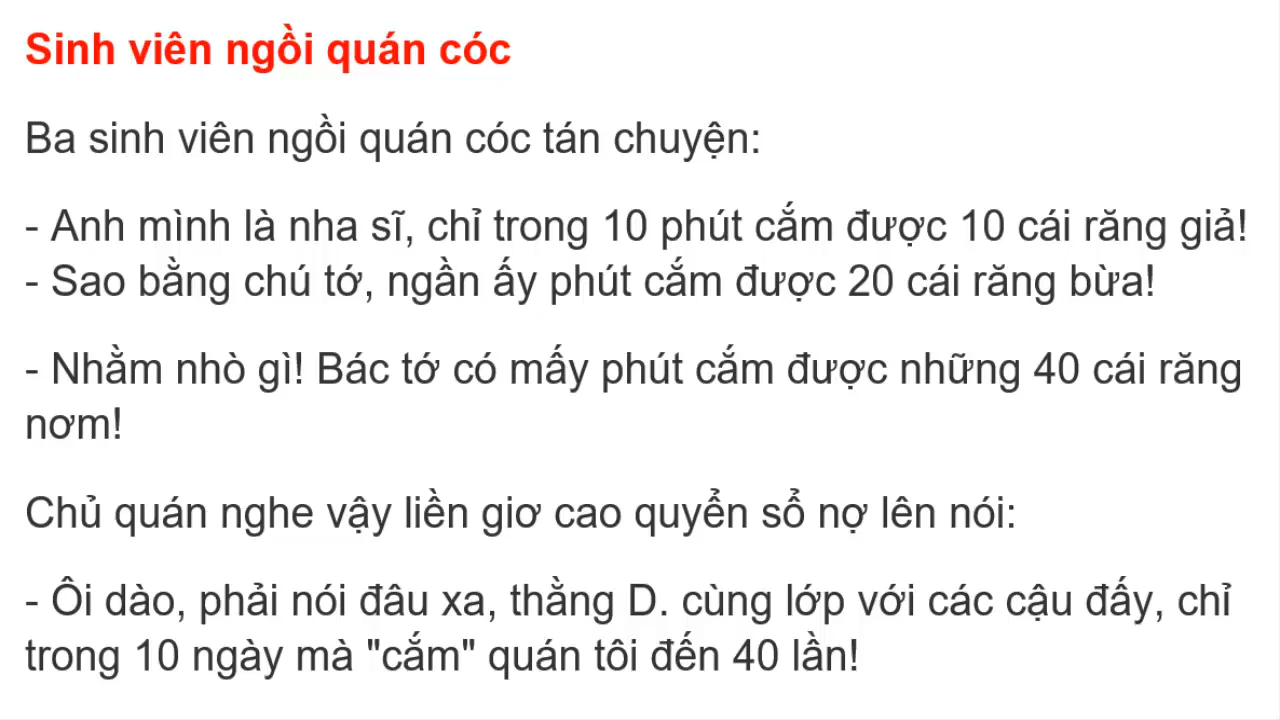 Sinh viên ngồi quán cóc
Ba sinh viên ngồi quán cóc tán chuyện:
- Anh mình là nha sĩ, chỉ trong 10 phút cắm được 10 cái răng giả!
- Sao bằng chú tớ, ngần ấy phút cắm được 20 cái răng bừa!
- Nhằm nhò gì! Bác tớ có mấy phút cắm được những 40 cái răng
nơm!
Chủ quán nghe vậy liền giơ cao quyển sổ nợ lên nói:
- Ôi dào, phải nói đâu xa, thằng D. cùng lớp với các cậu đấy, chỉ
trong 10 ngày mà "cắm" quán tôi đến 40 lần!